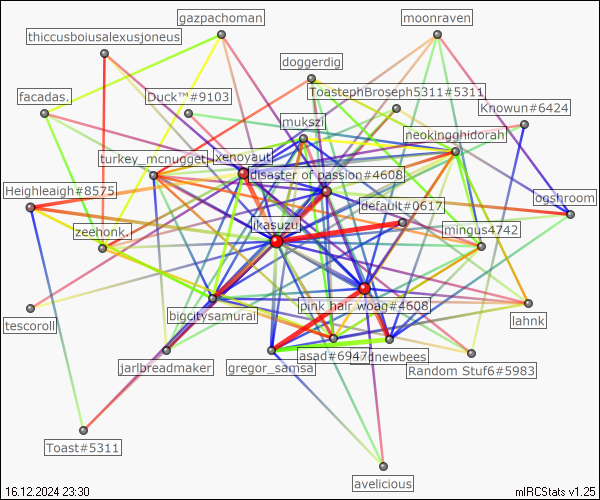 gazpachoman
moonraven
thiccusboiusalexusjoneus
doggerdig
facadas.
Duck™#9103
ToastephBroseph5311#5311
Knowun#6424
mukszi
neokingghidorah
turkey_mcnugget
xenoyaut
disaster of passion#4608
Heighleaigh#8575
default#0617
ogshroom
zeehonk.
ikasuzu
mingus4742
tescoroll
bigcitysamurai
pink hair woag#4608
lahnk
jarlbreadmaker
gregor_samsa
asad#6947
dnewbees
Random Stuf6#5983
Toast#5311
avelicious
16.12.2024 23:30
mIRCStats v1.25